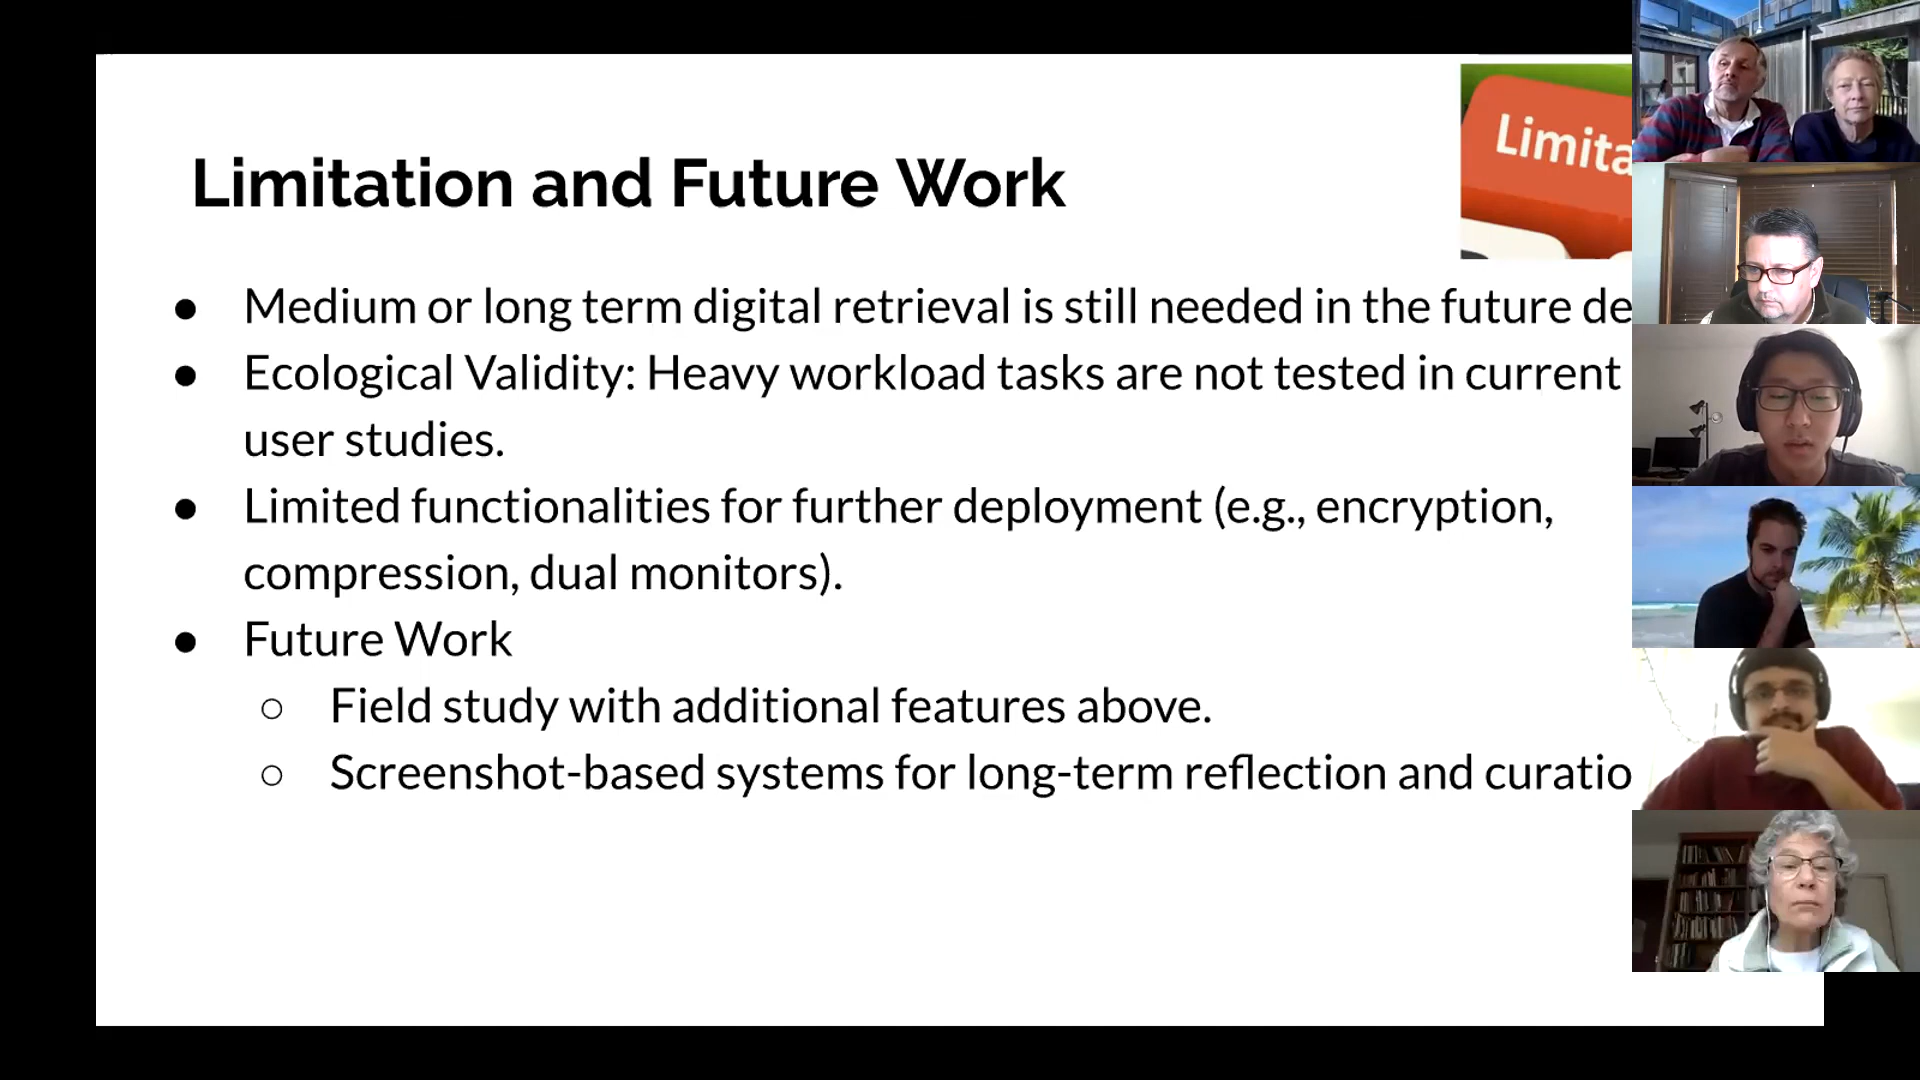 Limitation and Future Work
Limita
● Medium or long term digital retrieval is still needed in the future de
● Ecological Validity: Heavy workload tasks are not tested in current
user studies.
● Limited functionalities for further deployment (e.g., encryption,
compression, dual monitors).
● Future Work
○ Field study with additional features above.
○ Screenshot-based systems for long-term reflection and curatio